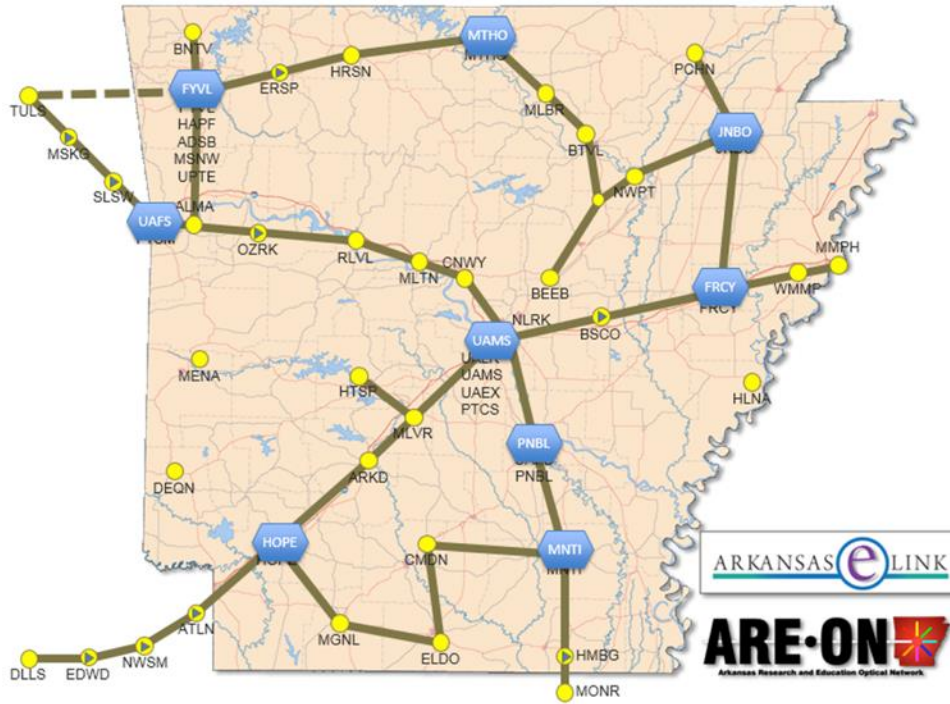 MTHO
BNTV
PCHN
HRSN
ERSP
FYVL
TULS
MLBR
HAPF
JNBO
ADSB
BTVL
MSKG
MSNW
UPTE
NWPT
SLSW
ALMA
UAFS
OZRK
RLVL
MMPH
CNWY
MLTN
WMMP
BEEB
FRCY
FRCY
NLRK
BSCO
UAMS
MENA
UAMS
HTSP
UAEX
HLNA
PTCS
MLVR
PNBL
PNBL
ARKD
DEQN
HOPE
MNTI
CMDN
ARKANSAS e LINK
ATLN
MGNL
ARE-ON
NWSM
ELDO
HMBG
DLLS
EDWD
Arkansas Research and Education Optical Network
MONR